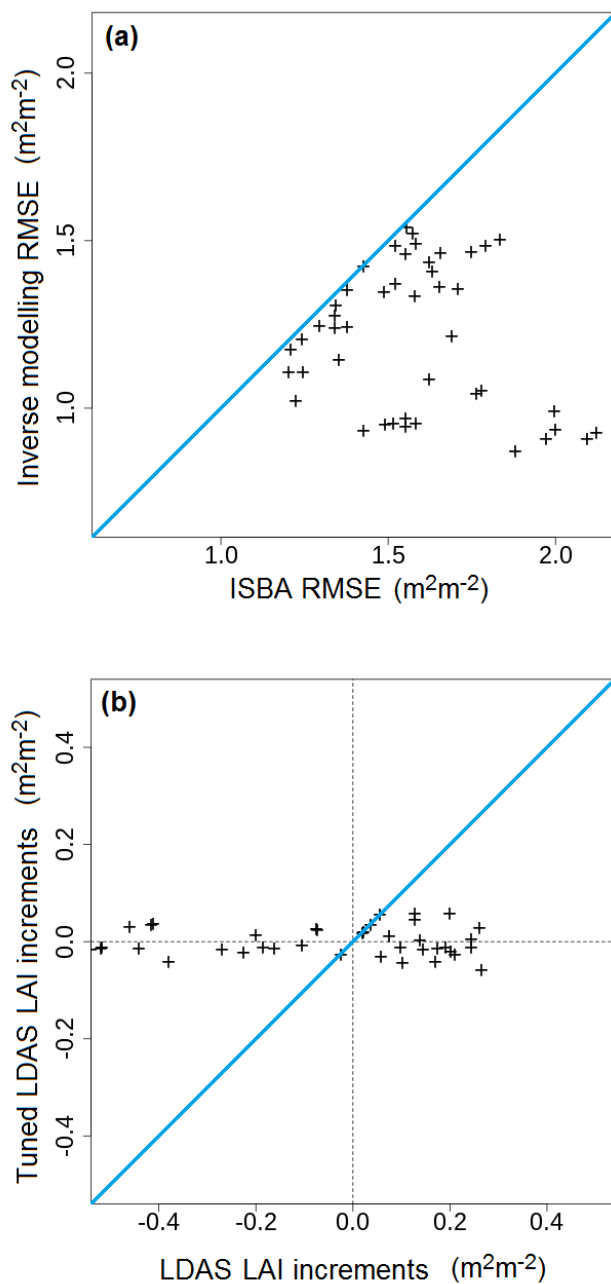 (a)
Inverse modelling RMSE (m²m-²)
2.0
1.5
1.0
1.0 1.5 2.0
ISBA RMSE (m²m-²)
(b)
Tuned LDAS LAI increments (m²m-²)
0.4
0.2
0.0
-0.2
-0.4
-0.4 -0.2 0.0 0.2 0.4
LDAS LAI increments (m²m-²)